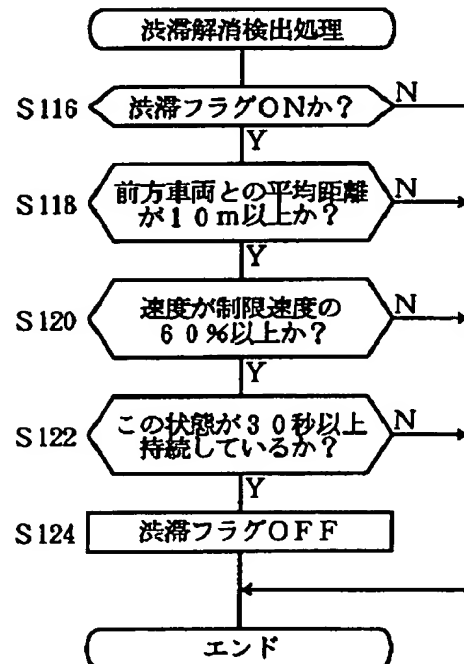 渋滞解消検出処理
S116
渋滞フラグONか？
N
Y
S118
前方車両との平均距離
が１０ｍ以上か？
N
Y
S120
速度が制限速度の
６０％以上か？
N
Y
S122
この状態が３０秒以上
持続しているか？
N
Y
S124
渋滞フラグOFF
エンド